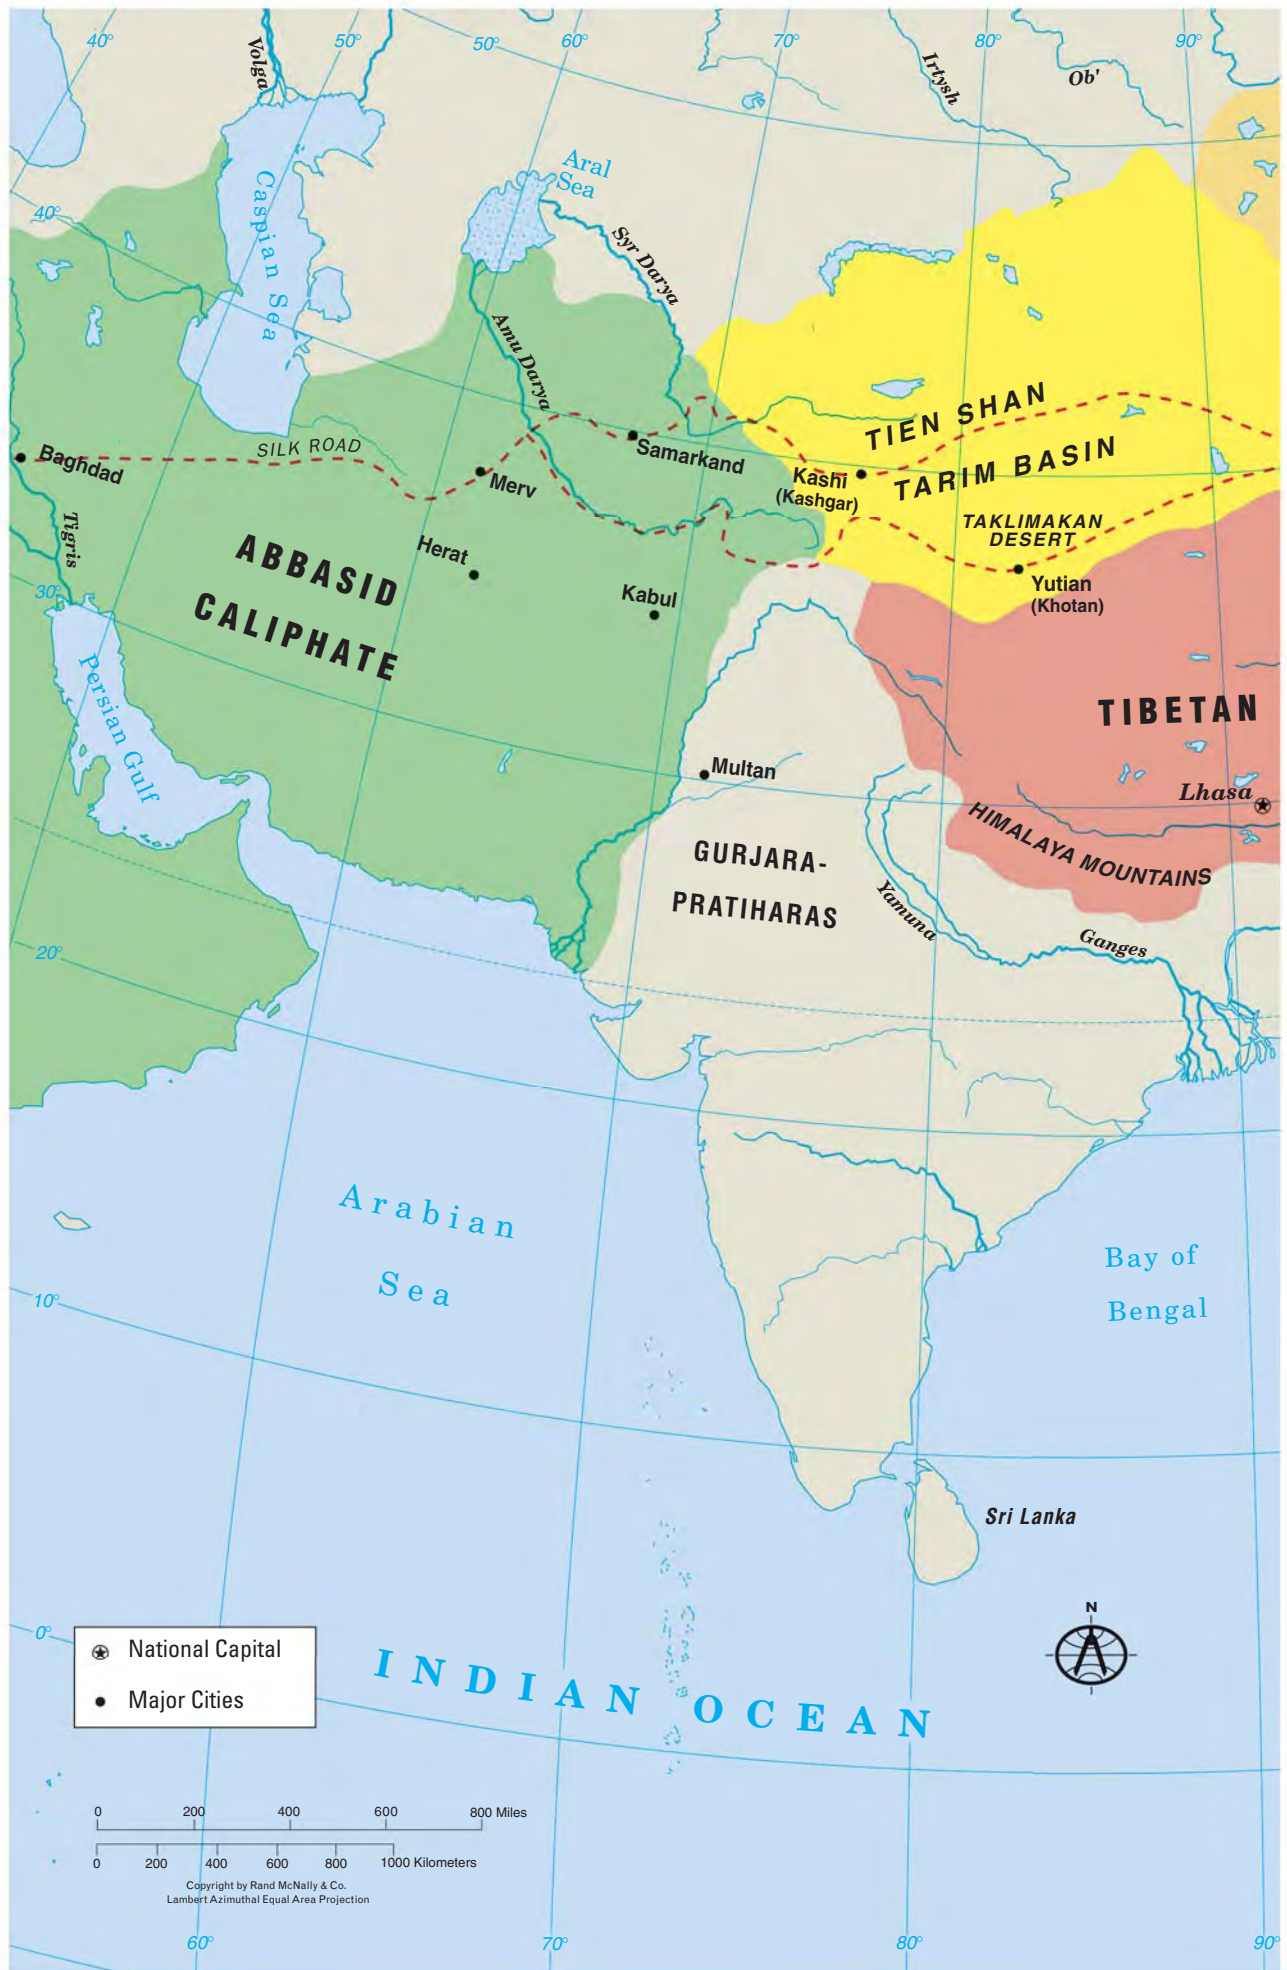 40°
50°
50°
60°
70°
80°
90°
Volga
Irtysh
Ob'
Aral
Sea
Caspian Sea
40°
Syr Darya
Amu Darya
TIEN SHAN
SILK ROAD
Baghdad
Samarkand
Merv
Kashi
(Kashgar)
TARIM BASIN
TAKLIMAKAN
DESERT
Tigris
Herat
ABBASID
CALIPHATE
Kabul
Yutian
(Khotan)
30°
Persian Gulf
TIBETAN
Multan
Lhasa
HIMALAYA MOUNTAINS
GURJARA-
PRATIHARAS
Yamuna
Ganges
20°
Arabian
Sea
Bay of
Bengal
10°
Sri Lanka
N
0°
National Capital
Major Cities
INDIAN OCEAN
0 200 400 600 800 Miles
0 200 400 600 800 1000 Kilometers
Copyright by Rand McNally & Co.
Lambert Azimuthal Equal Area Projection
60°
70°
80°
90°